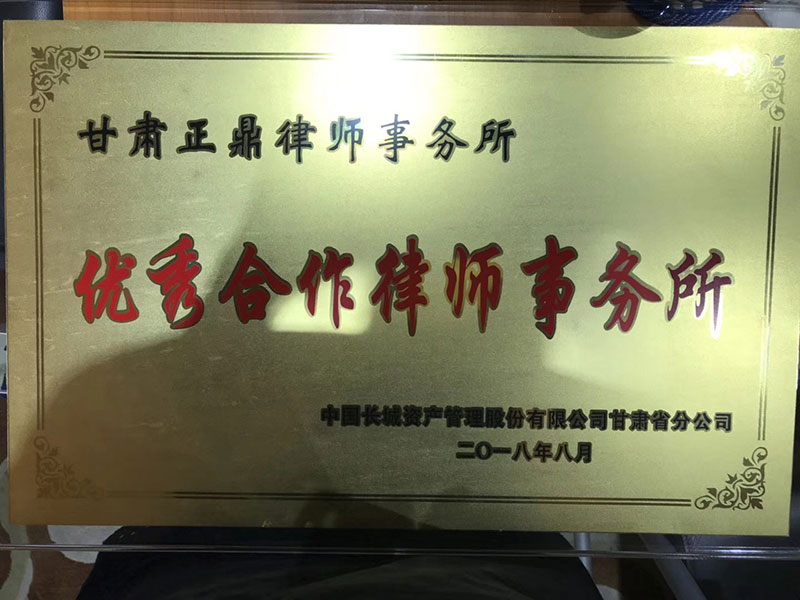 甘肃正鼎律师事务所
优秀合作律师事务所
中国长城资产管理股份有限公司甘肃省分公司
二〇一八年八月